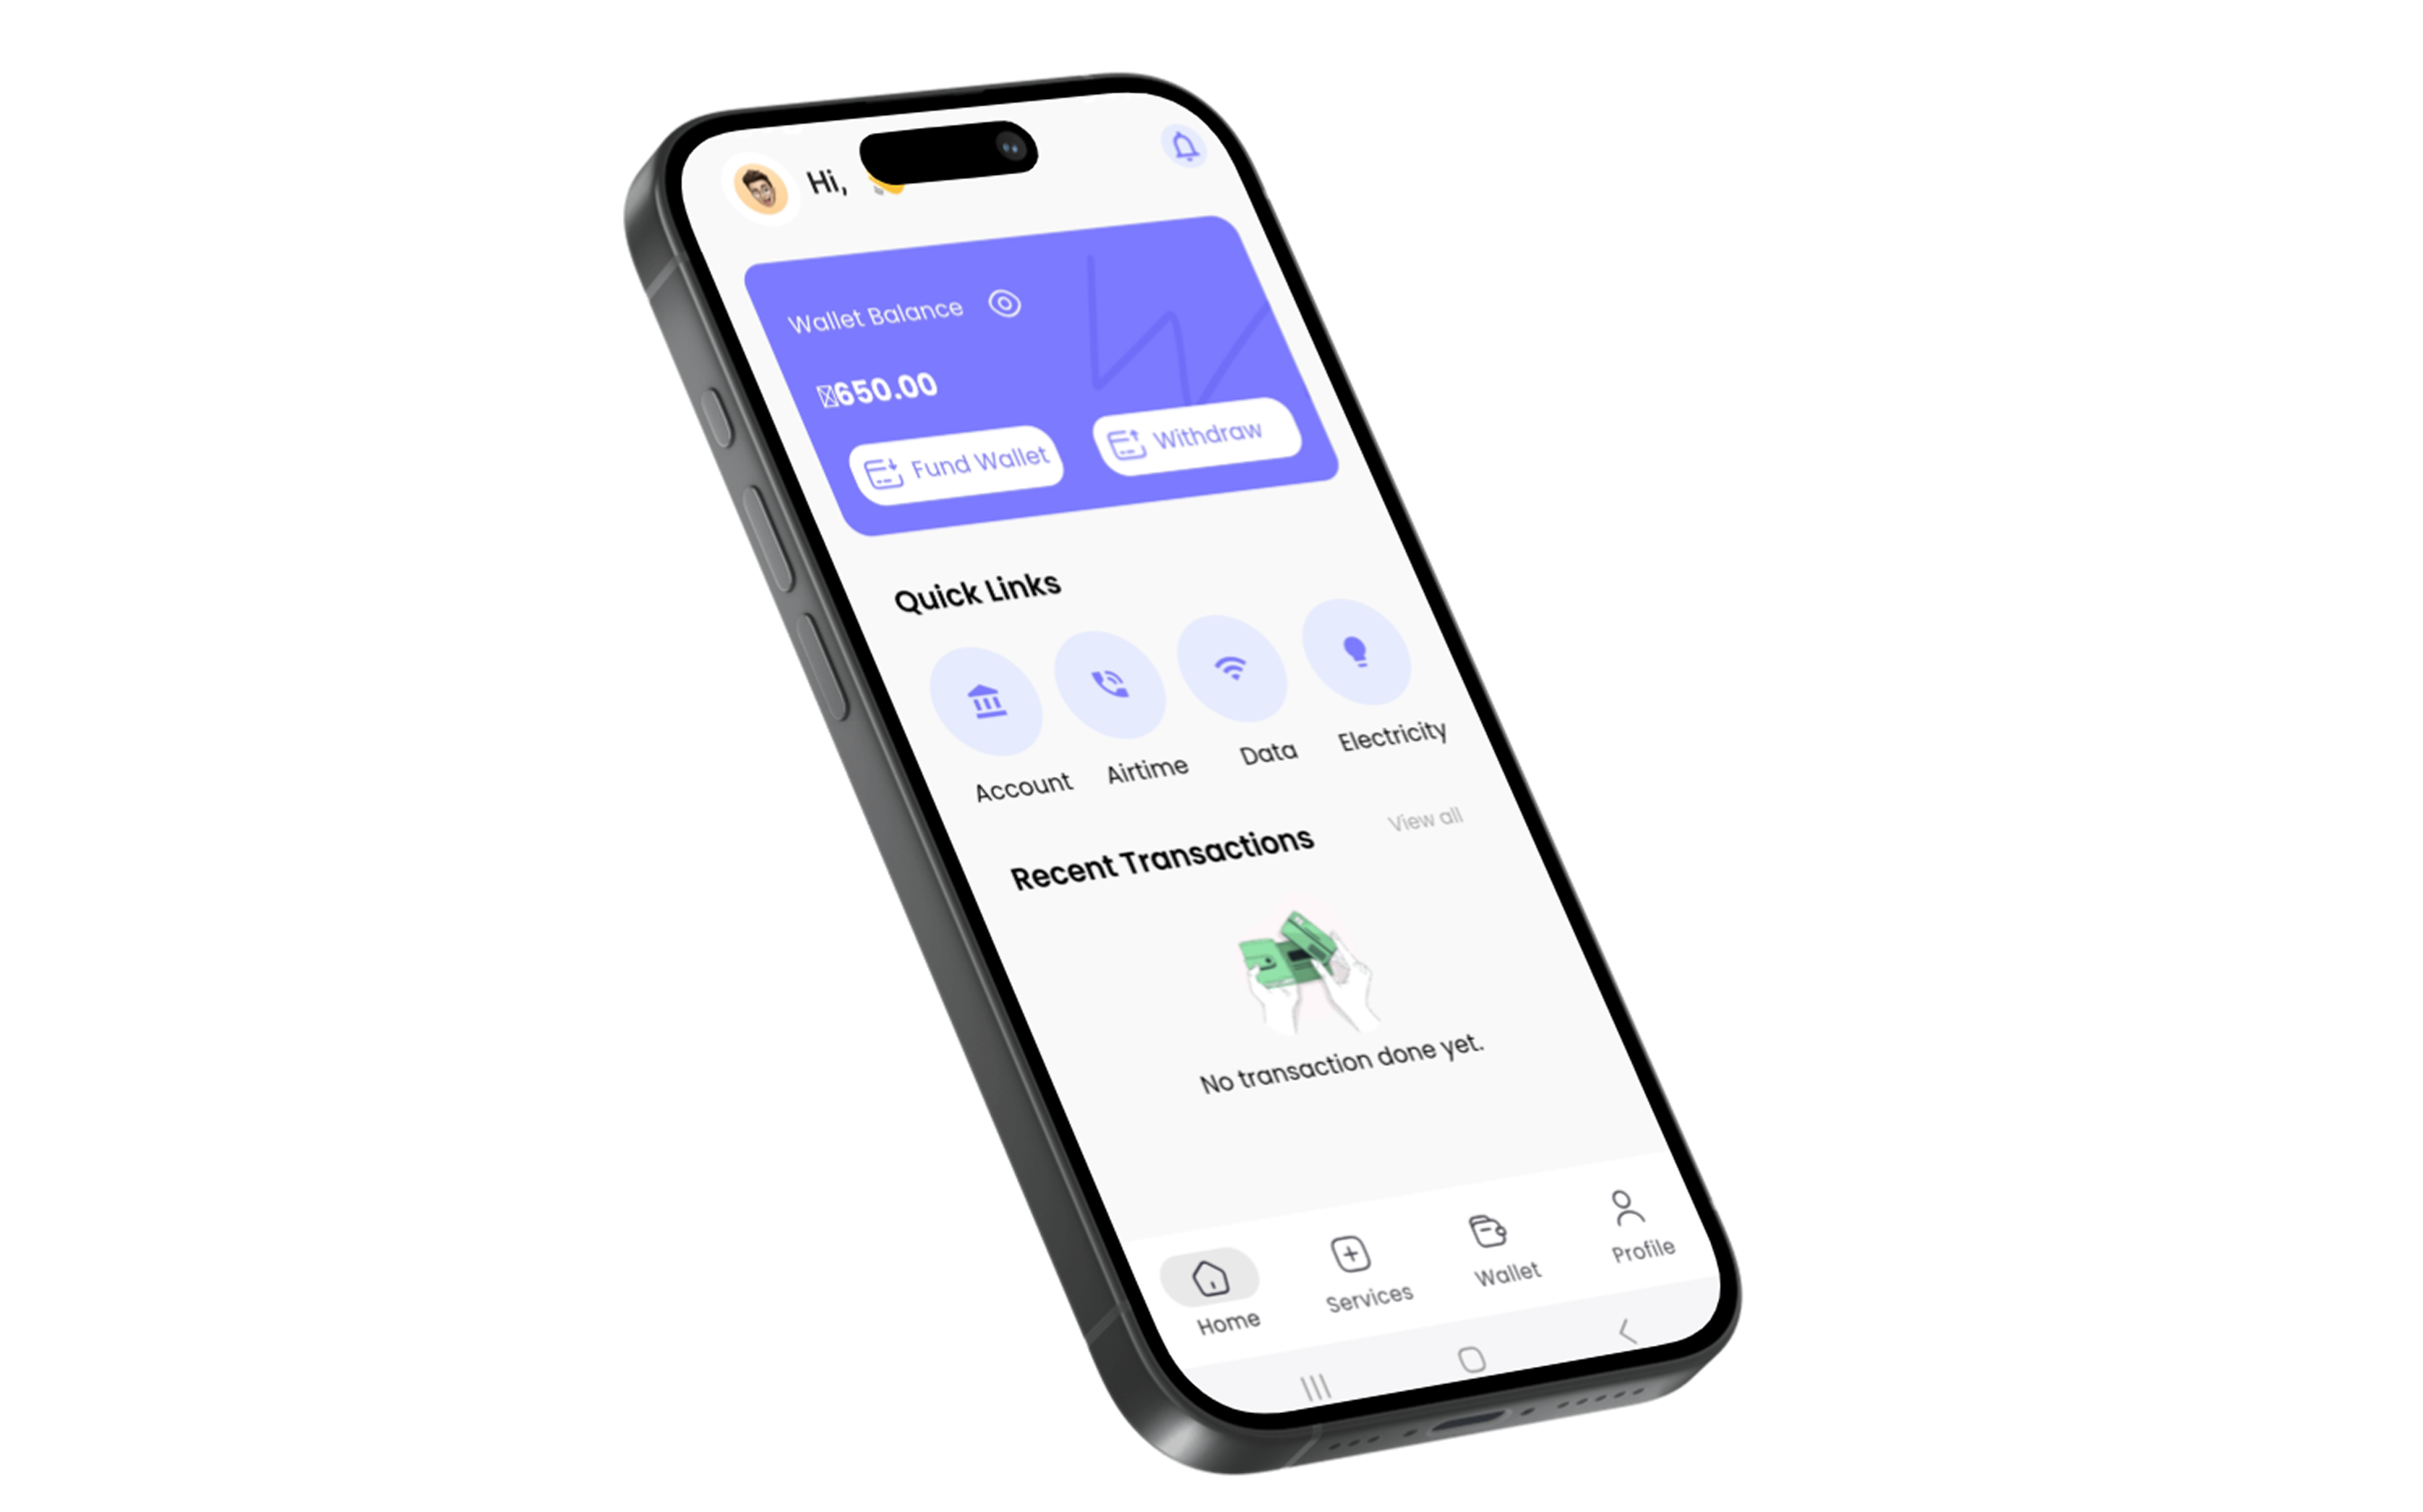 Hi,
Wallet Balance
650.00
Fund Wallet
Withdraw
Quick Links
Account
Airtime
Data
Electricity
Recent Transactions
View all
No transaction done yet.
Home
Services
Wallet
Profile